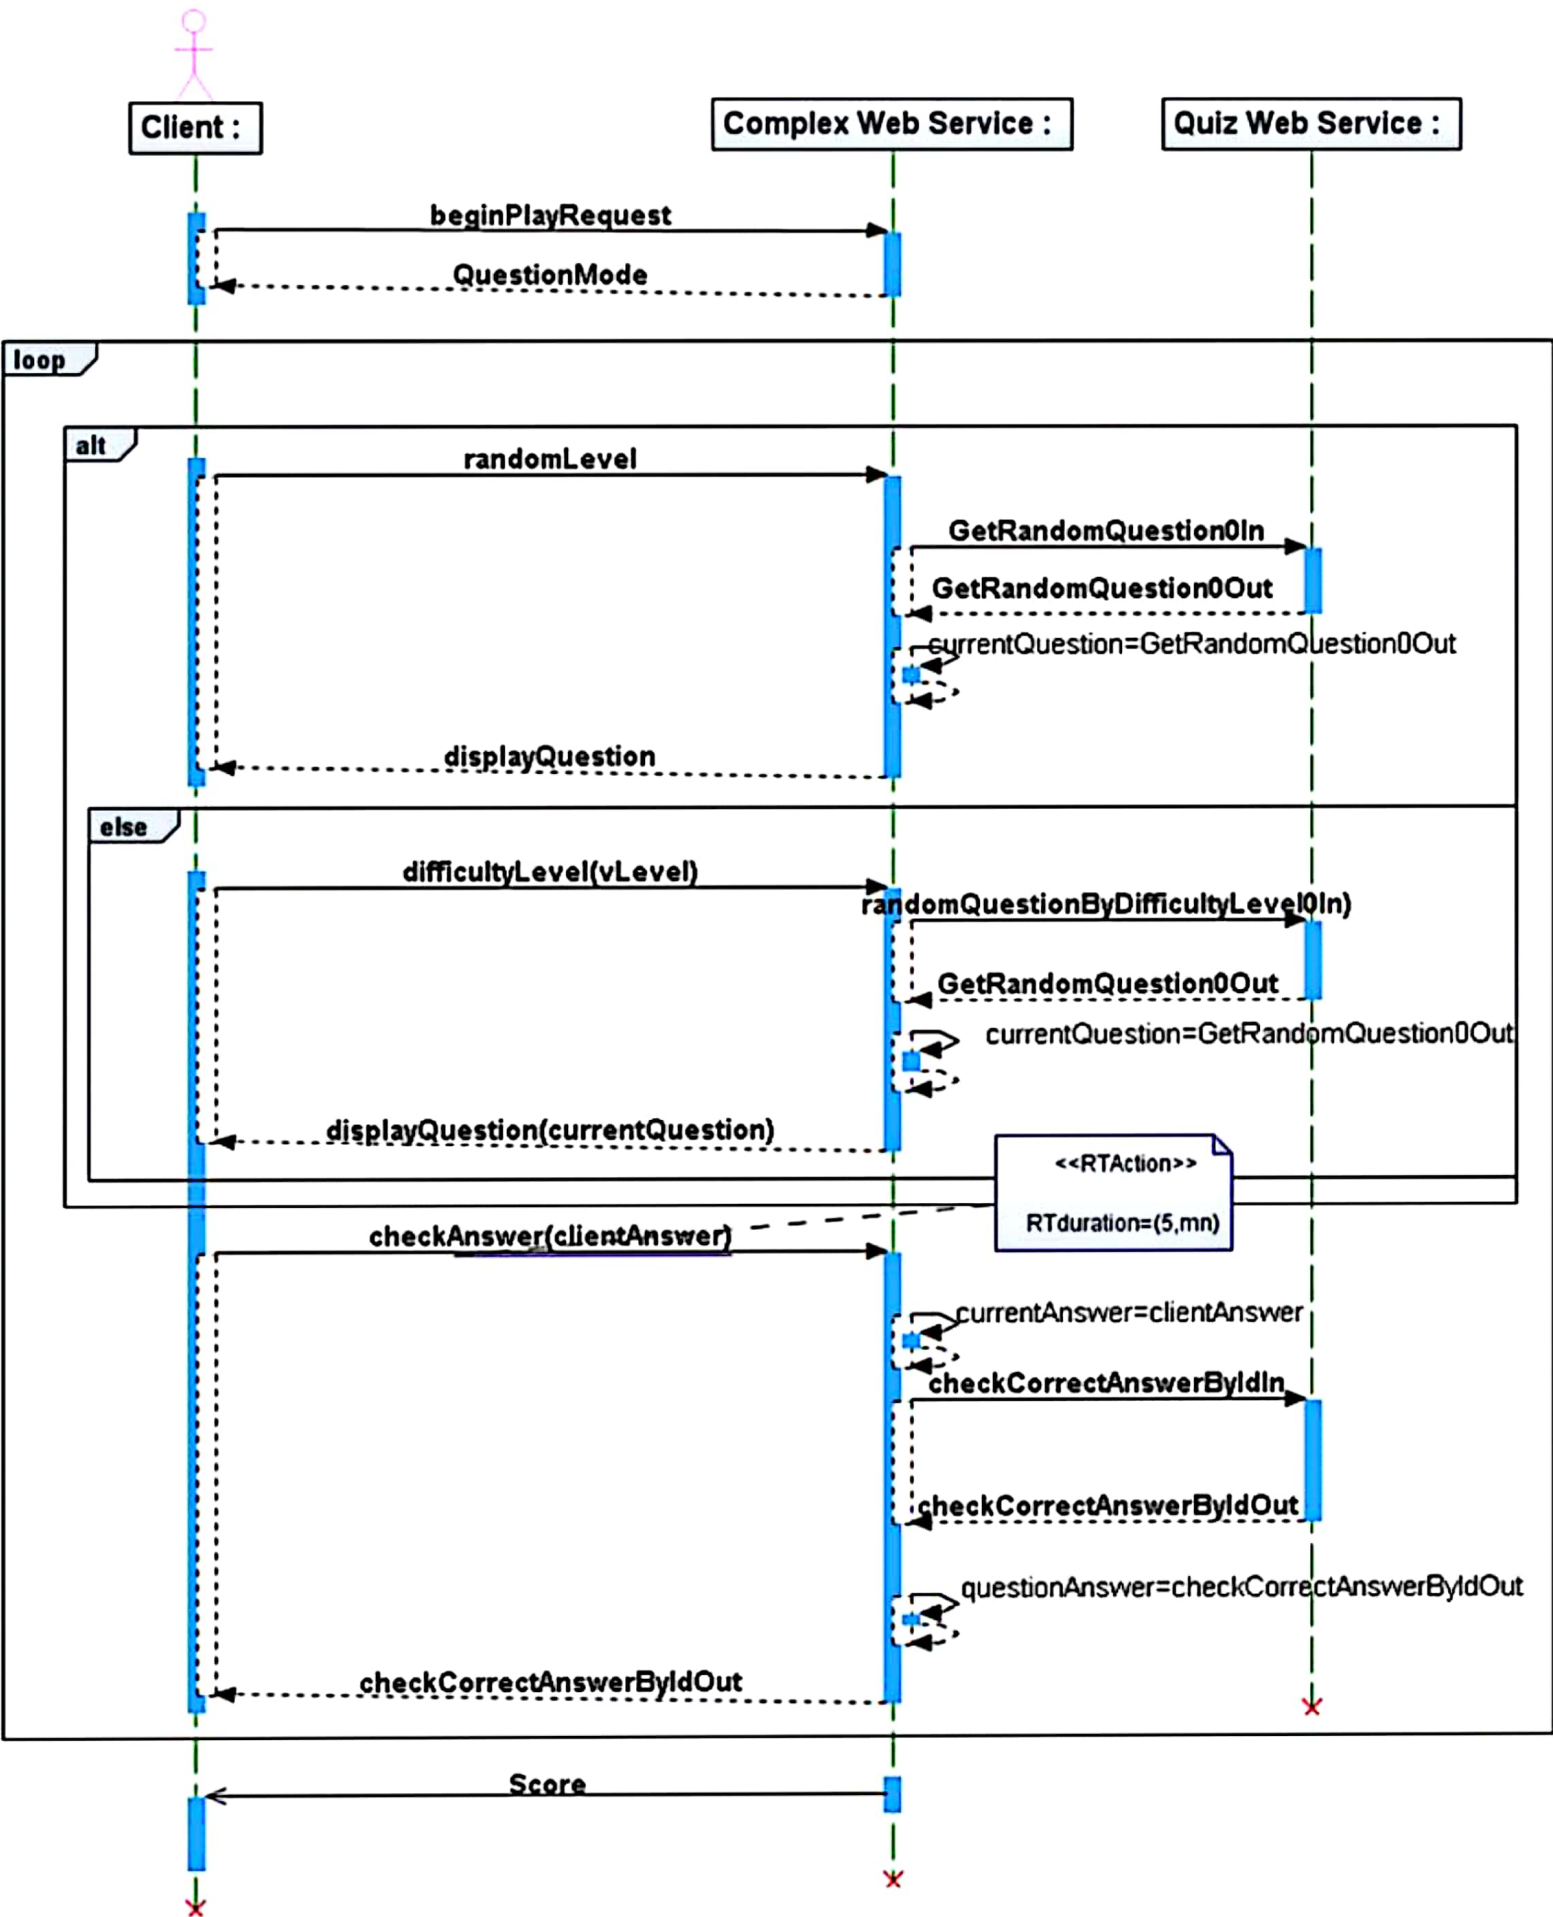 Client :
Complex Web Service :
Quiz Web Service :
beginPlayRequest
QuestionMode
loop
alt
randomLevel
GetRandomQuestion0In
GetRandomQuestion0Out
currentQuestion=GetRandomQuestion0Out
displayQuestion
else
difficultyLevel(vLevel)
randomQuestionByDifficultyLevel0In)
GetRandomQuestion0Out
currentQuestion=GetRandomQuestion0Out
displayQuestion(currentQuestion)
<<RTAction>>
RTduration=(5,mn)
checkAnswer(clientAnswer)
currentAnswer=clientAnswer
checkCorrectAnswerByIdIn
checkCorrectAnswerByIdOut
questionAnswer=checkCorrectAnswerByIdOut
checkCorrectAnswerByIdOut
Score